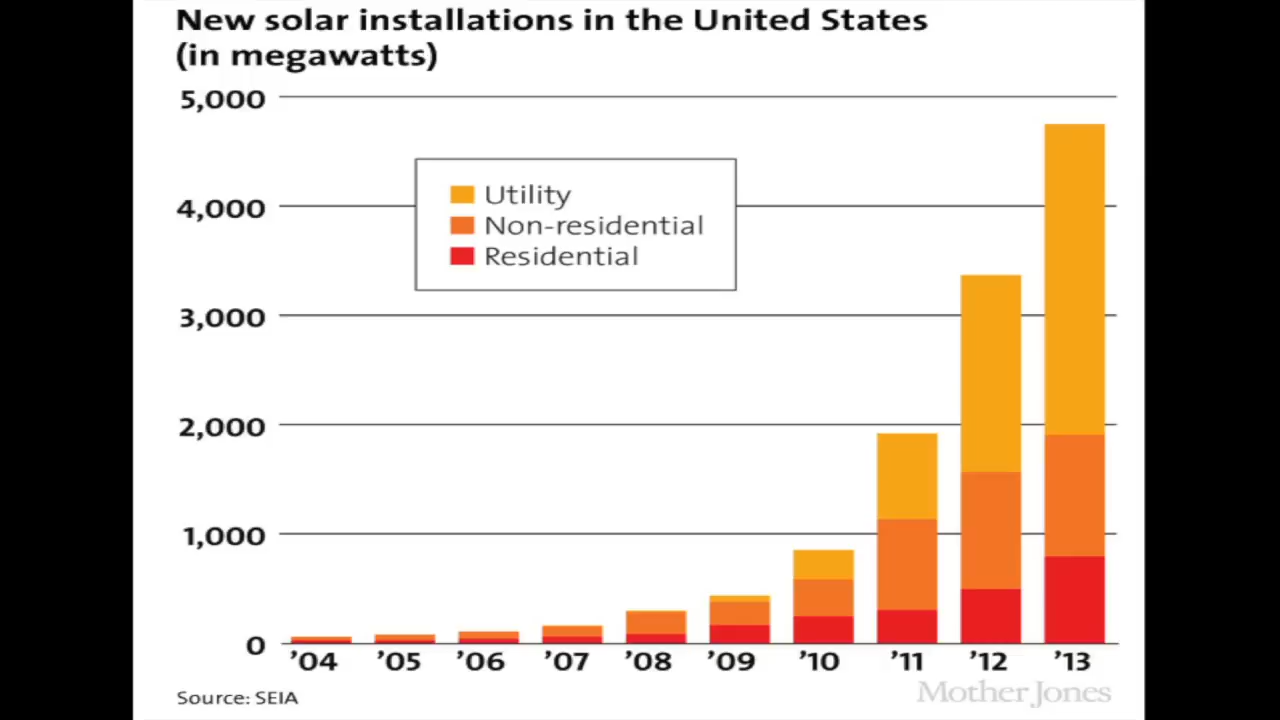 New solar installations in the United States
(in megawatts)
5,000
4,000
3,000
2,000
1,000
0
Utility
Non-residential
Residential
’04 ’05 ’06 ’07 ’08 ’09 ’10 ’11 ’12 ’13
Source: SEIA
Mother Jones